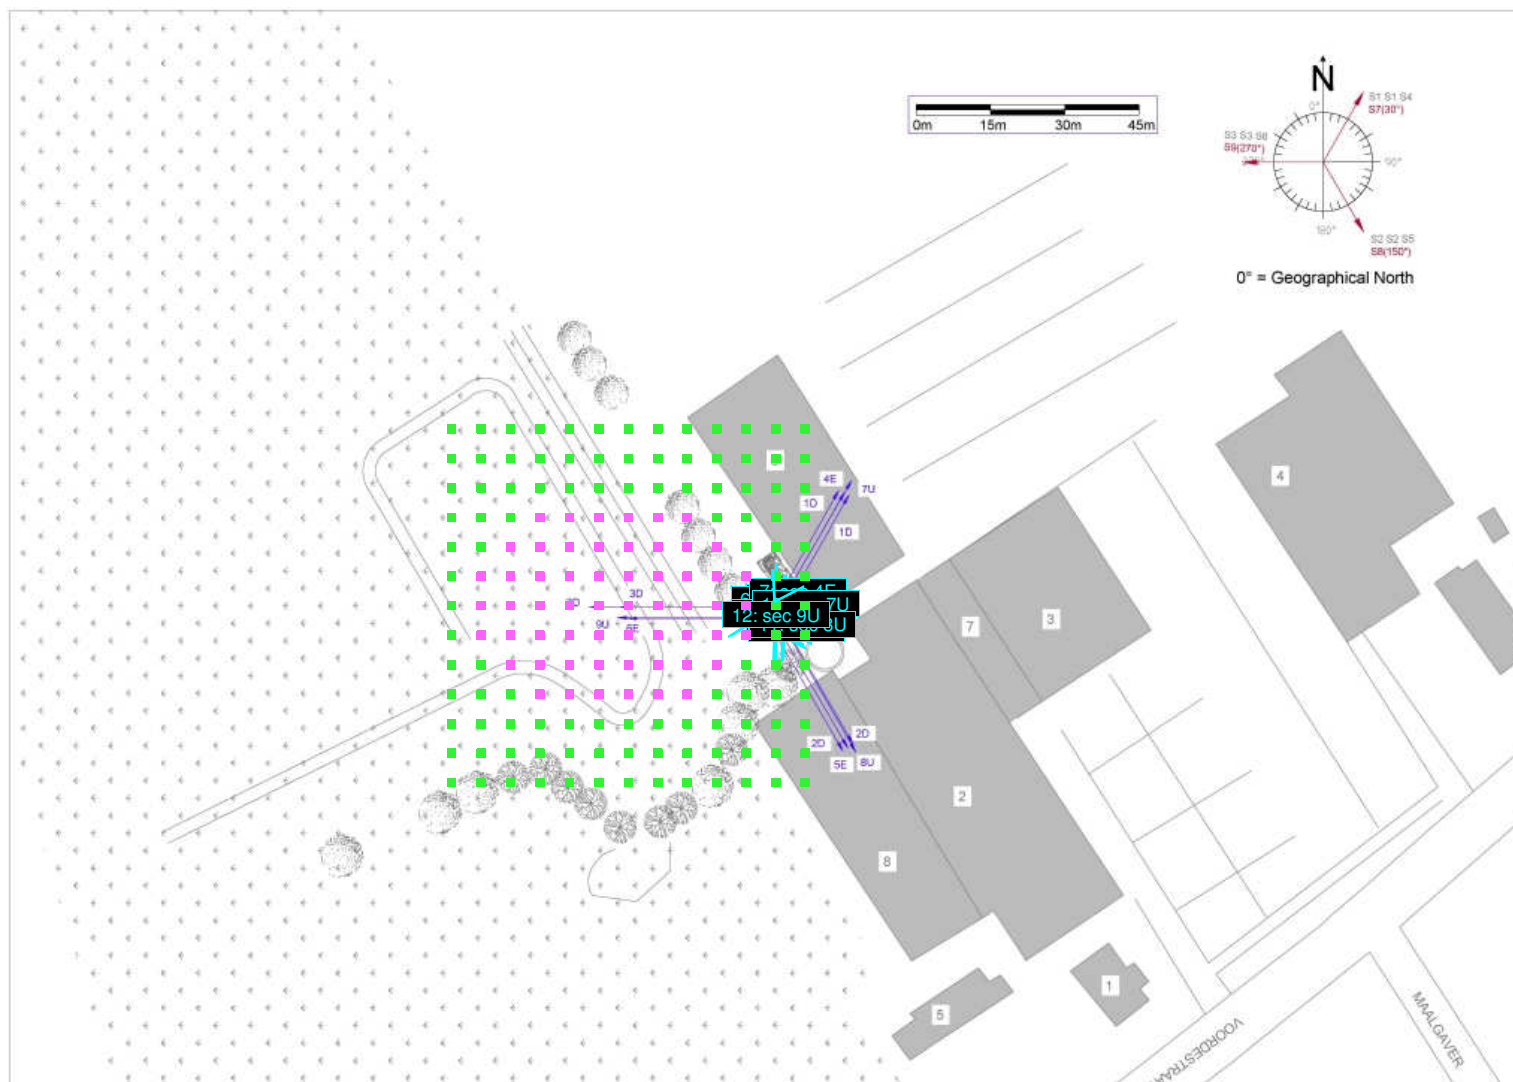 N
0°
S1 S1 S4
S7(30°)
S3 S3 S6
S9(270°)
90°
180°
S2 S2 S5
S8(150°)
0° = Geographical North
0m 15m 30m 45m
4
4E
7U
1D
1D
3D
9U
6E
7U
12: sec 9U
7
3
2D
2D
5E
8U
2
8
1
5
VOORDESTRAA
MAALGAVER